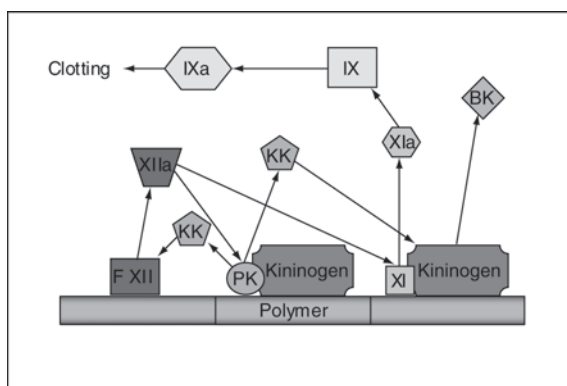 Clotting
IXa
IX
BK
XIa
XIIa
KK
KK
F XII
PK
Kininogen
XI
Kininogen
Polymer